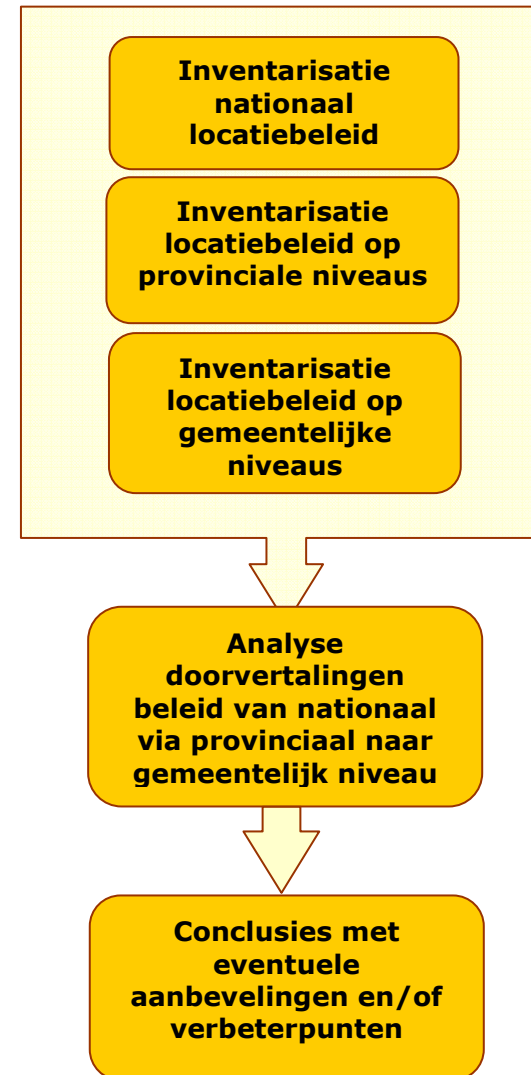 Inventarisatie
nationaal
locatiebeleid
Inventarisatie
locatiebeleid op
provinciale niveaus
Inventarisatie
locatiebeleid op
gemeentelijke
niveaus
Analyse
doorvertalingen
beleid van nationaal
via provinciaal naar
gemeentelijk niveau
Conclusies met
eventuele
aanbevelingen en/of
verbeterpunten